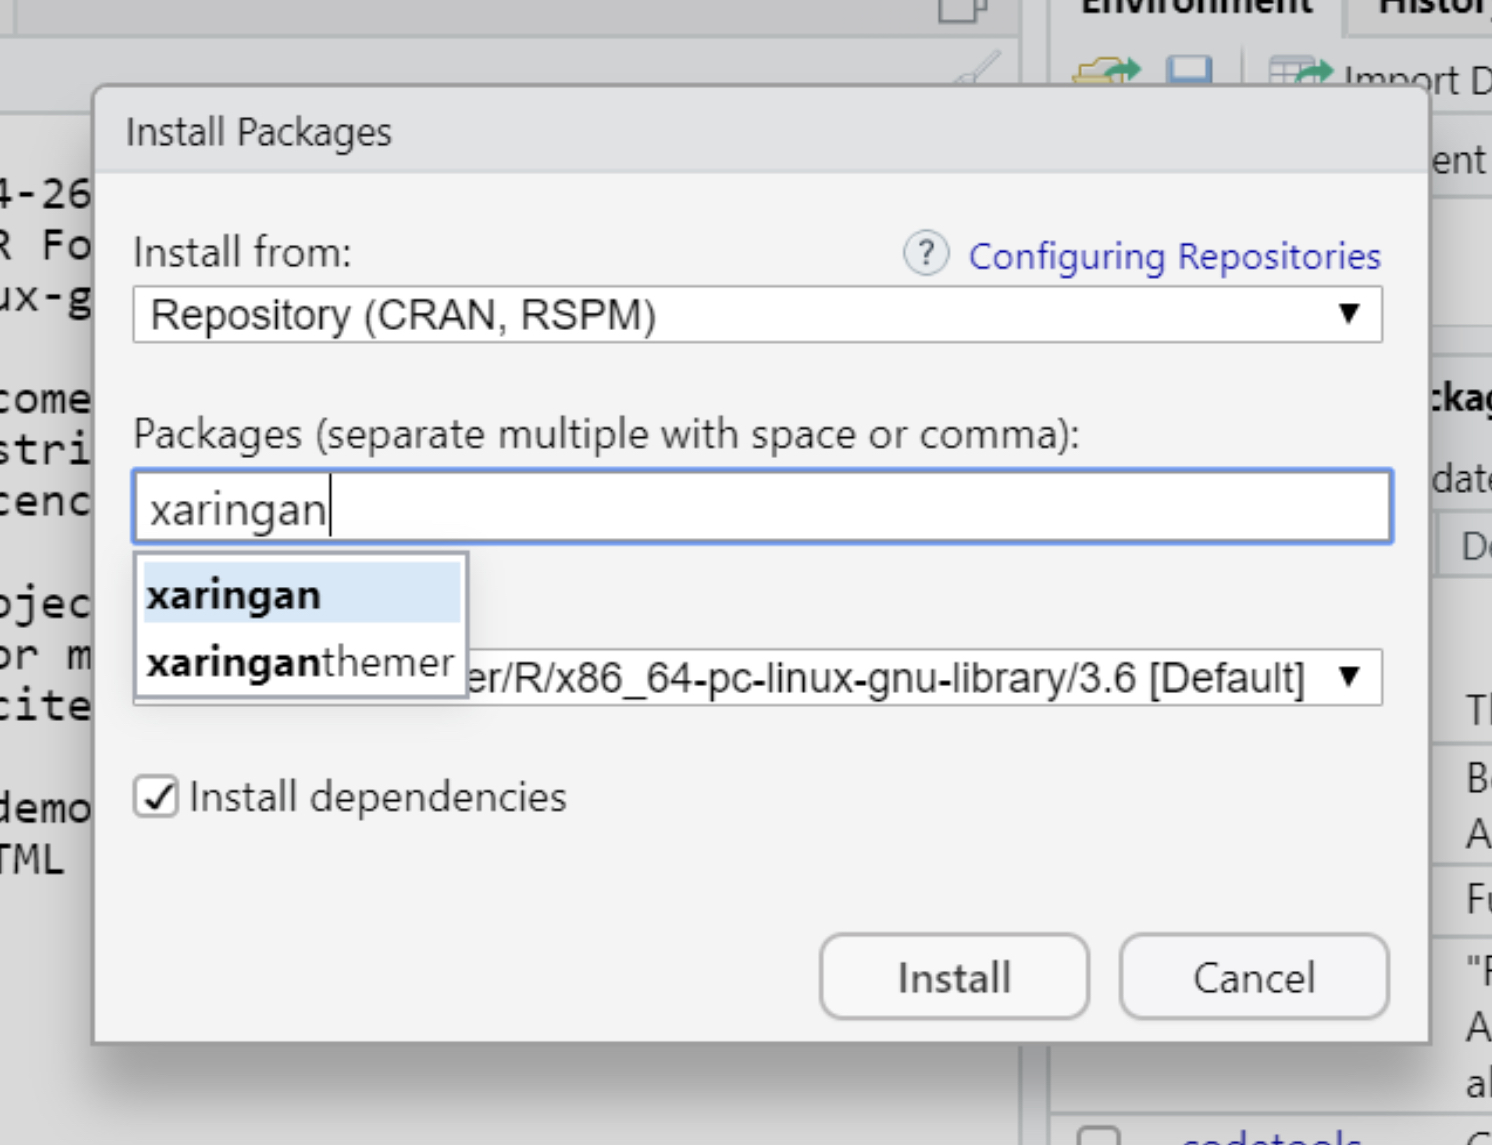 Environment
Import D
Install Packages
4-26
ent
R Fo
Install from:
? Configuring Repositories
ux-g
Repository (CRAN, RSPM)
come
ckag
Packages (separate multiple with space or comma):
stri
date
cenc
xaringan
De
xaringan
ojec
xaringanthemer
er/R/x86_64-pc-linux-gnu-library/3.6 [Default]
or m
cite
Install dependencies
demo
TML
A
Install
Cancel
"F
A
al
codetools